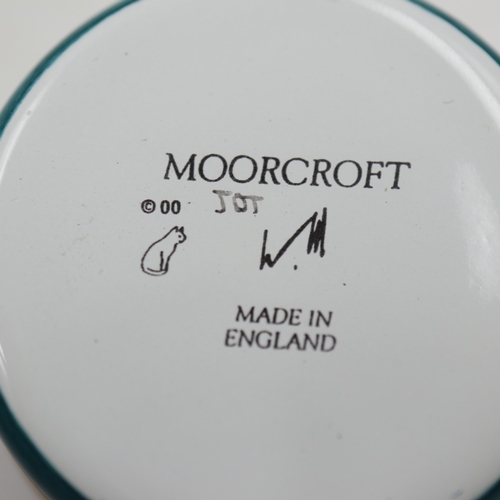 MOORCROFT
© 00 JOT
W.M
MADE IN
ENGLAND